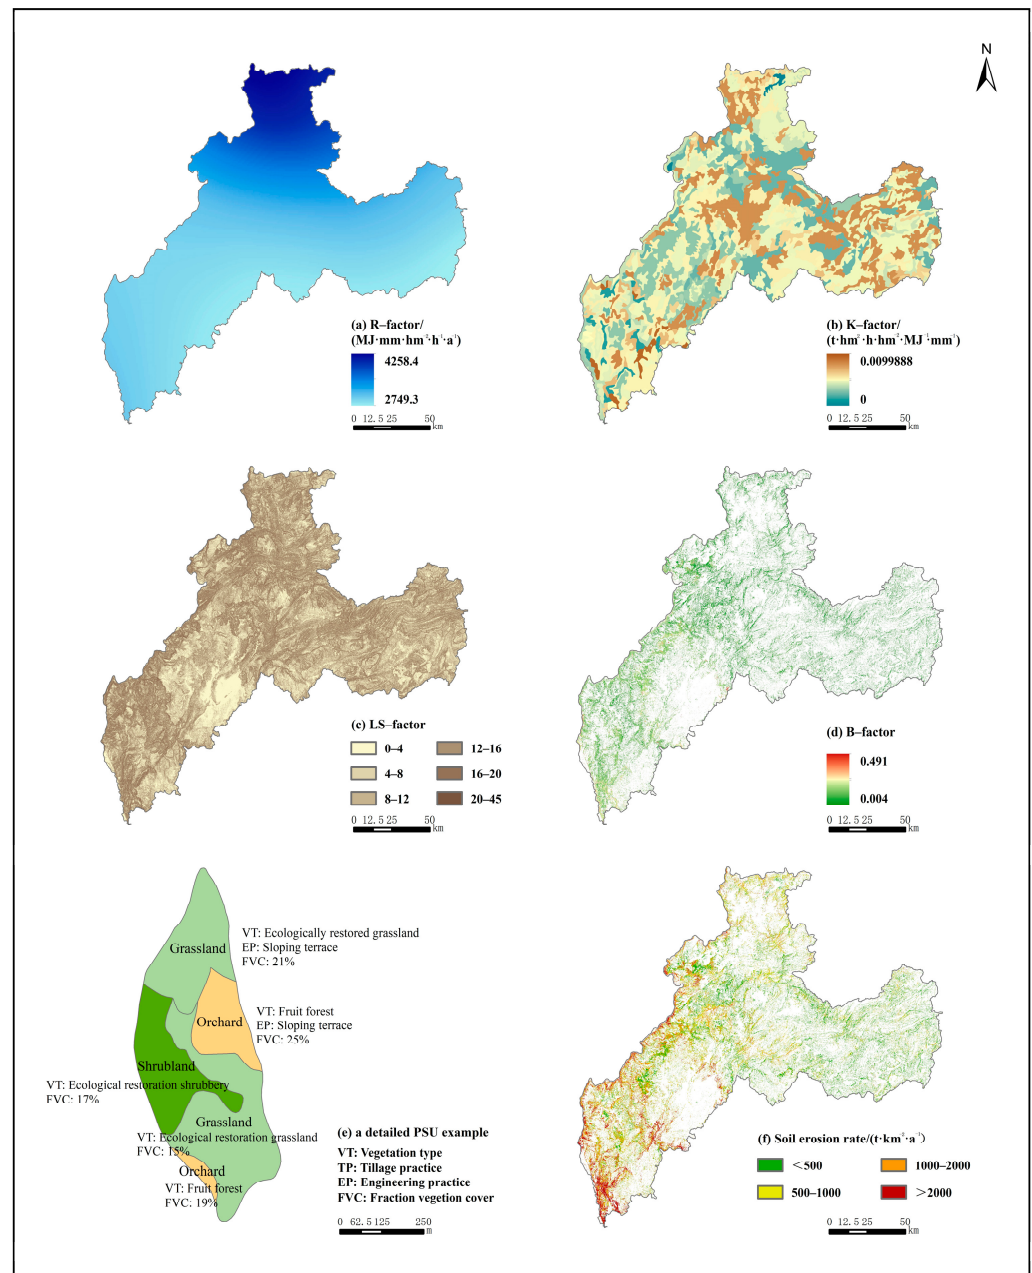 N
(a) R–factor/
(MJ·mm·hm⁻²·h⁻¹·a⁻¹)
4258.4
2749.3
0 12.5 25 50
km
(b) K–factor/
(t·hm²·h·hm⁻²·MJ⁻¹·mm⁻¹)
0.0099888
0
0 12.5 25 50
km
(c) LS–factor
0–4 12–16
4–8 16–20
8–12 20–45
0 12.5 25 50
km
(d) B–factor
0.491
0.004
0 12.5 25 50
km
Grassland
VT: Ecologically restored grassland
EP: Sloping terrace
FVC: 21%
Orchard
VT: Fruit forest
EP: Sloping terrace
FVC: 25%
Shrubland
VT: Ecological restoration shrubbery
FVC: 17%
Grassland
VT: Ecological restoration grassland
FVC: 15%
Orchard
VT: Fruit forest
FVC: 19%
(e) a detailed PSU example
VT: Vegetation type
TP: Tillage practice
EP: Engineering practice
FVC: Fraction vegetion cover
0 62.5 125 250
m
(f) Soil erosion rate/(t·km⁻²·a⁻¹)
<500 1000–2000
500–1000 >2000
0 12.5 25 50
km